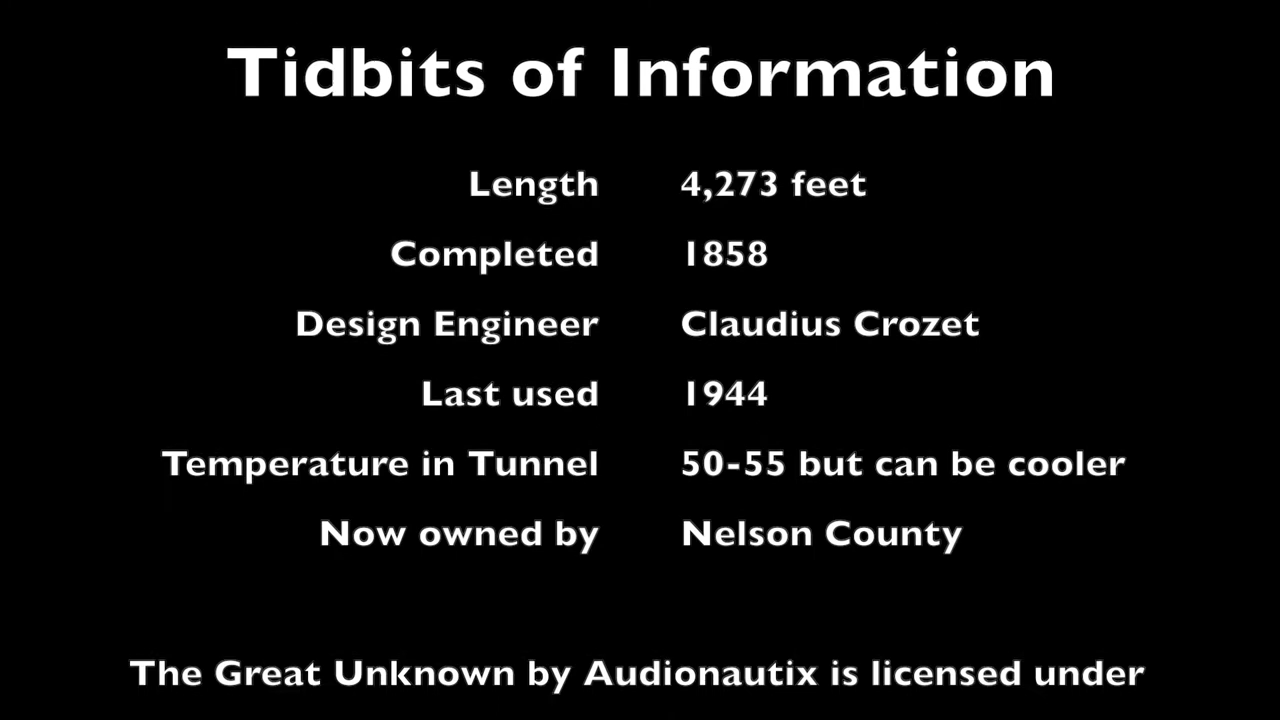 Tidbits of Information
Length 4,273 feet
Completed 1858
Design Engineer Claudius Crozet
Last used 1944
Temperature in Tunnel 50-55 but can be cooler
Now owned by Nelson County
The Great Unknown by Audionautix is licensed under